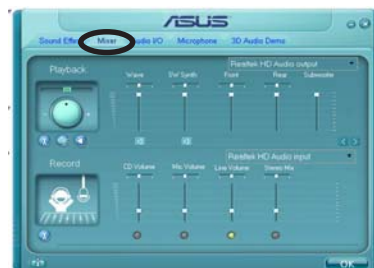 ASUS
Sound Effect Mixer Audio I/O Microphone 3D Audio Demo
Realtek HD Audio output
Playback
Wave SW Synth Front Rear Subwoofer
Realtek HD Audio input
Record
CD Volume Mic Volume Line Volume Stereo Mix
OK